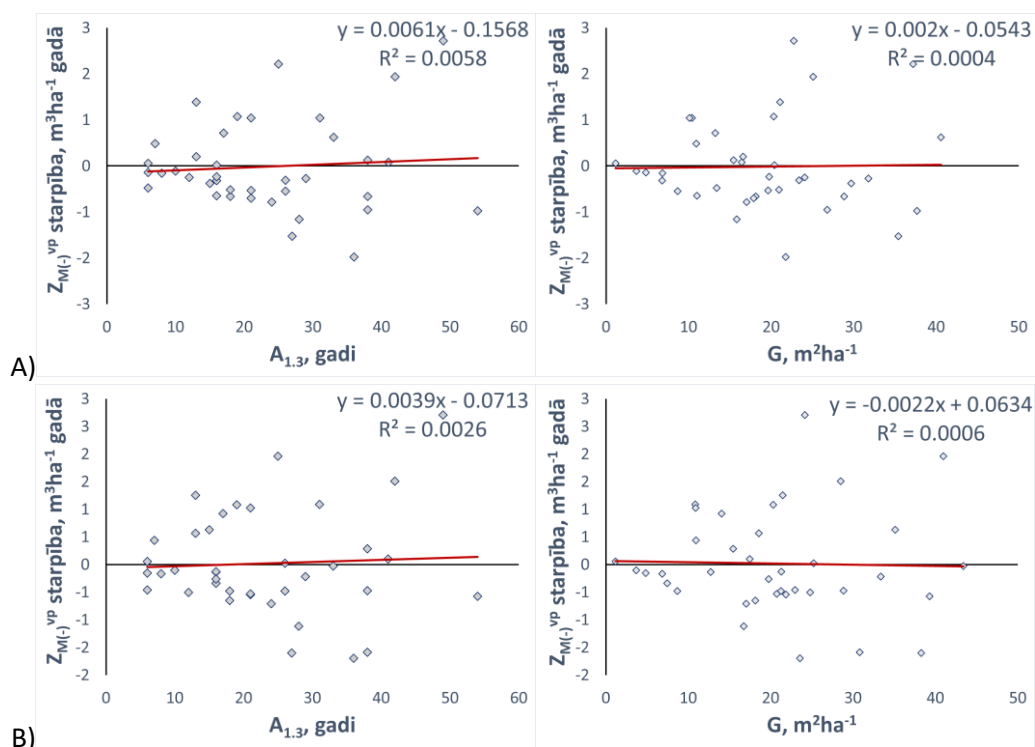 A)
Z_M(-)^vp starpība, m³ha⁻¹ gadā
3
2
1
0
-1
-2
-3
y = 0.0061x - 0.1568
R² = 0.0058
0 10 20 30 40 50 60
A_1.3, gadi
Z_M(-)^vp starpība, m³ha⁻¹ gadā
3
2
1
0
-1
-2
-3
y = 0.002x - 0.0543
R² = 0.0004
0 10 20 30 40 50
G, m²ha⁻¹
B)
Z_M(-)^vp starpība, m³ha⁻¹ gadā
3
2
2
1
1
0
-1
-1
-2
-2
y = 0.0039x - 0.0713
R² = 0.0026
0 10 20 30 40 50 60
A_1.3, gadi
Z_M(-)^vp starpība, m³ha⁻¹ gadā
3
2
2
1
1
0
-1
-1
-2
-2
y = -0.0022x + 0.0634
R² = 0.0006
0 10 20 30 40 50
G, m²ha⁻¹